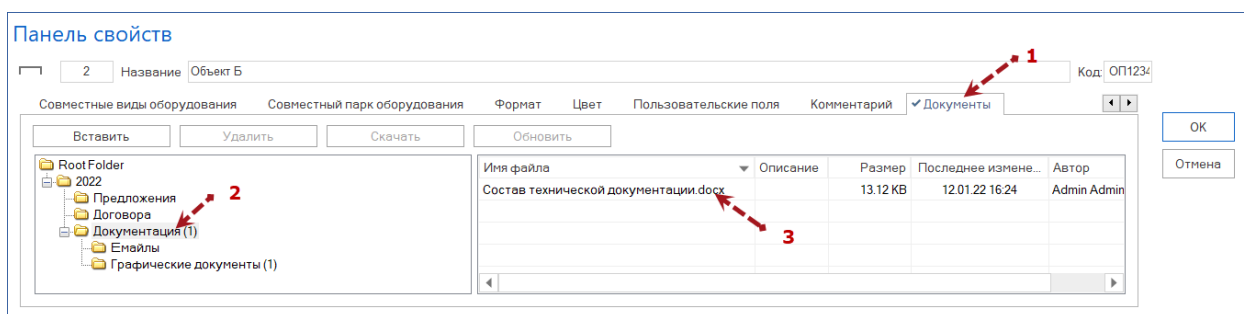 Панель свойств
1
2 Название Объект Б Код: ОП1234
Совместные виды оборудования Совместный парк оборудования Формат Цвет Пользовательские поля Комментарий Документы
Вставить Удалить Скачать Обновить
OK
Отмена
Root Folder
2022
Предложения
Договора
Документация (1)
Емайлы
Графические документы (1)
2
Имя файла Описание Размер Последнее измене... Автор
Состав технической документации.docx 13.12 KB 12.01.22 16:24 Admin Admin
3